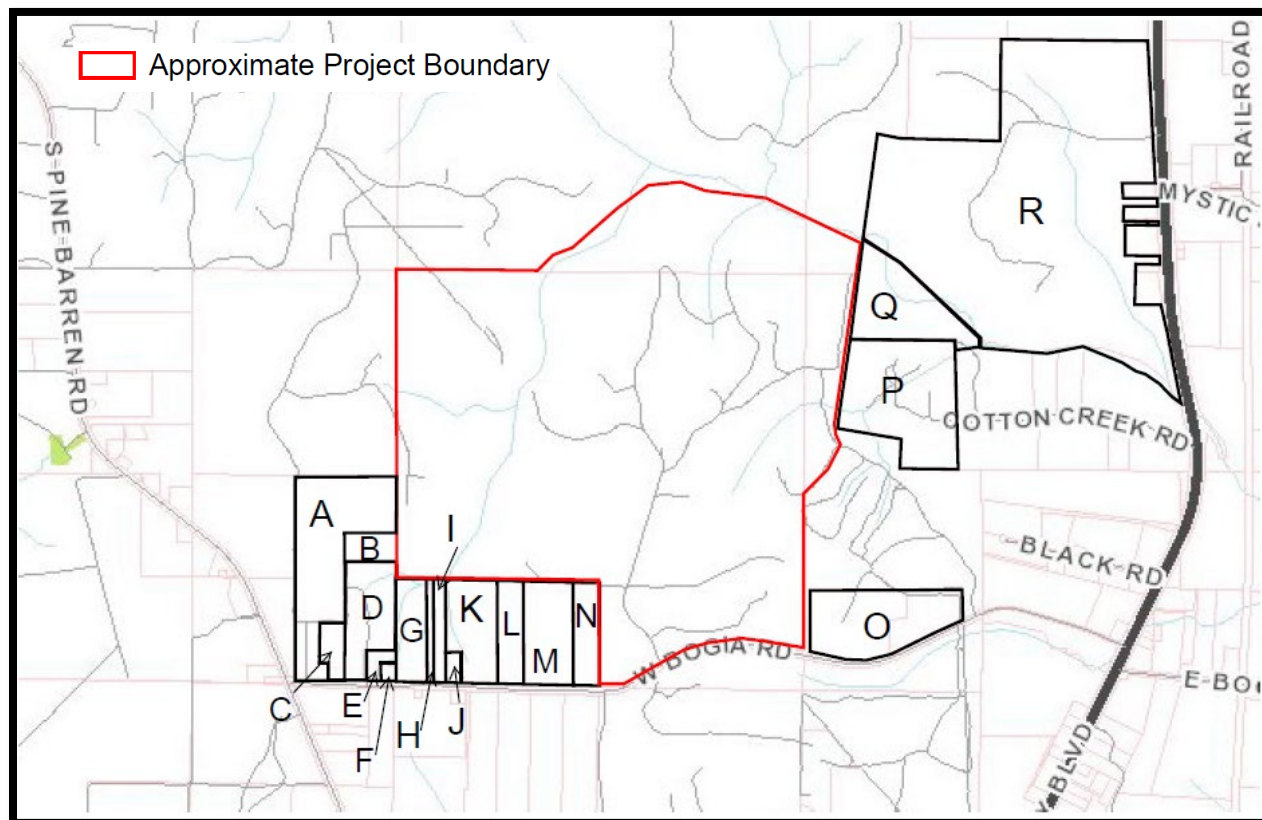 Approximate Project Boundary
RAILROAD
S PINE BARREN RD
MYSTIC
R
Q
P
COTTON CREEK RD
A
I
B
BLACK RD
D
G
K
L
M
N
O
W BOGIA RD
E BO
C
E
F
H
J
BLVD